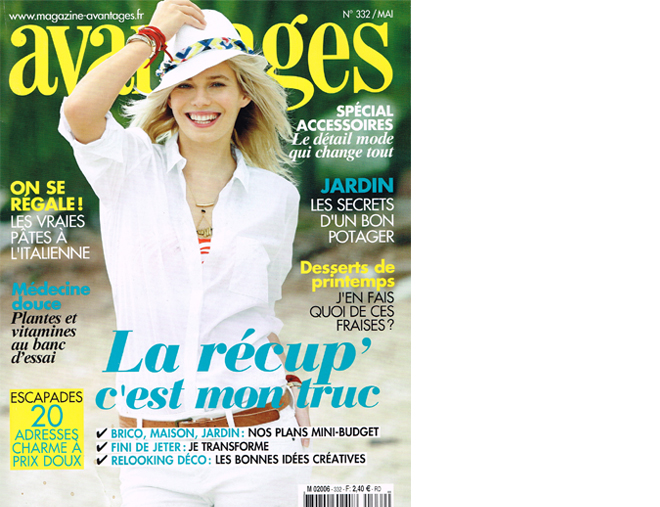 www.magazine-avantages.fr
N° 332 / MAI
avantages
SPÉCIAL
ACCESSOIRES
Le détail mode
qui change tout
ON SE
RÉGALE !
LES VRAIES
PÂTES À
L'ITALIENNE
JARDIN
LES SECRETS
D'UN BON
POTAGER
Desserts de
printemps
J'EN FAIS
QUOI DE CES
FRAISES ?
Médecine
douce
Plantes et
vitamines
au banc
d'essai
La récup'
c'est mon truc
ESCAPADES
20
ADRESSES
CHARME À
PRIX DOUX
✔ BRICO, MAISON, JARDIN : NOS PLANS MINI-BUDGET
✔ FINI DE JETER : JE TRANSFORME
✔ RELOOKING DÉCO : LES BONNES IDÉES CRÉATIVES
M 02006 - 332 - F: 2,40 € - RD